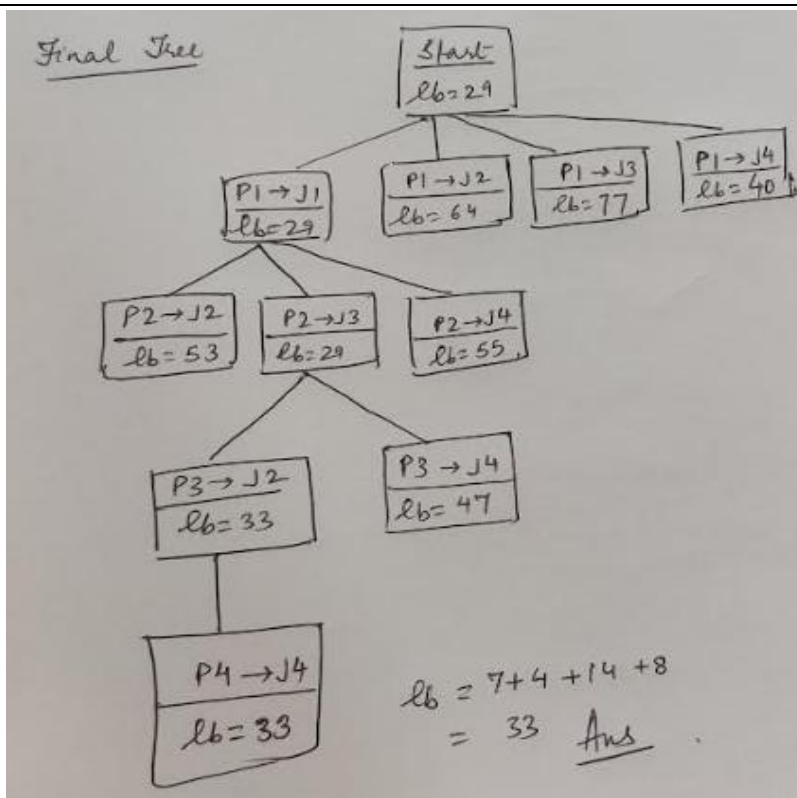 Final Tree
Start
lb=29
P1→J1
lb=29
P1→J2
lb=64
P1→J3
lb=77
P1→J4
lb=40
P2→J2
lb=53
P2→J3
lb=29
P2→J4
lb=55
P3→J2
lb=33
P3→J4
lb=47
P4→J4
lb=33
lb = 7+4+14+8
= 33 Ans .